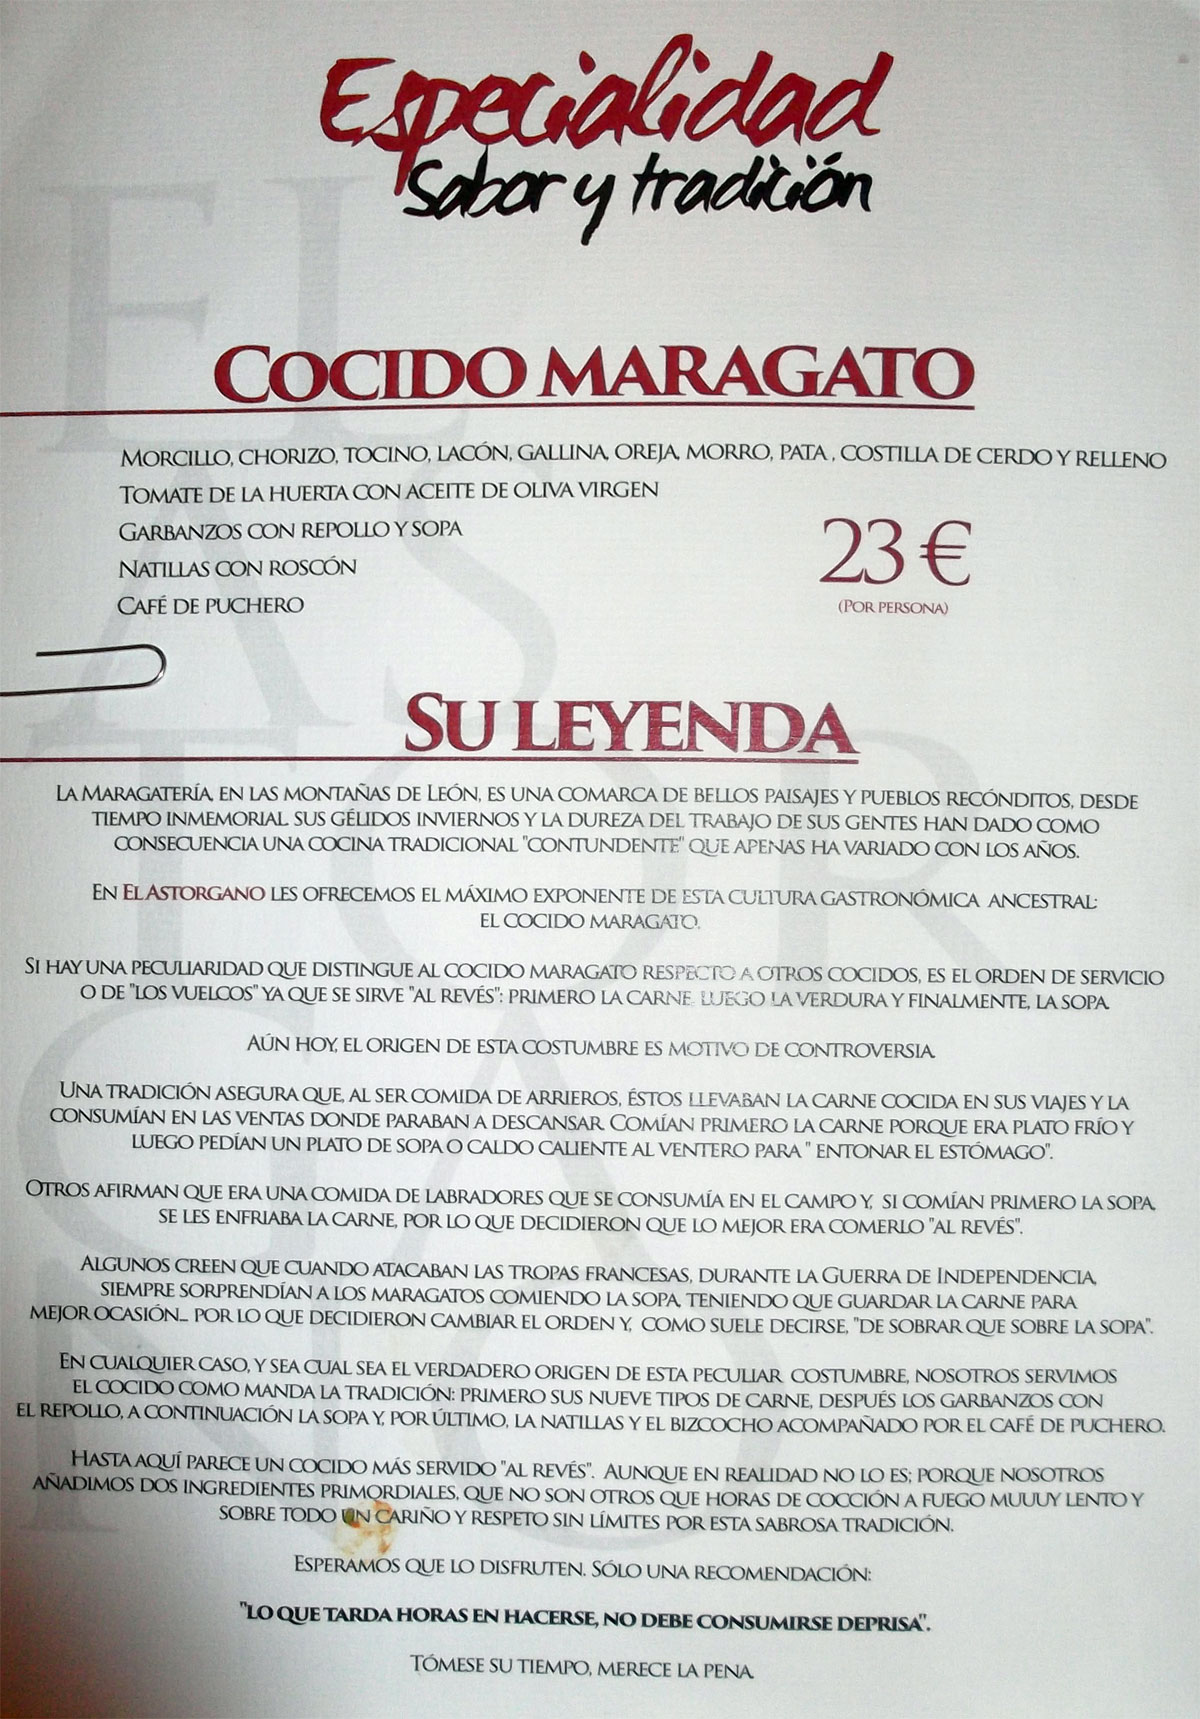 Especialidad
Sabor y tradición
COCIDO MARAGATO
MORCILLO, CHORIZO, TOCINO, LACÓN, GALLINA, OREJA, MORRO, PATA , COSTILLA DE CERDO Y RELLENO
TOMATE DE LA HUERTA CON ACEITE DE OLIVA VIRGEN
GARBANZOS CON REPOLLO Y SOPA
NATILLAS CON ROSCÓN
CAFÉ DE PUCHERO
23 €
(POR PERSONA)
SU LEYENDA
LA MARAGATERÍA, EN LAS MONTAÑAS DE LEÓN, ES UNA COMARCA DE BELLOS PAISAJES Y PUEBLOS RECÓNDITOS, DESDE
TIEMPO INMEMORIAL. SUS GÉLIDOS INVIERNOS Y LA DUREZA DEL TRABAJO DE SUS GENTES HAN DADO COMO
CONSECUENCIA UNA COCINA TRADICIONAL "CONTUNDENTE" QUE APENAS HA VARIADO CON LOS AÑOS.
EN EL ASTORGANO LES OFRECEMOS EL MÁXIMO EXPONENTE DE ESTA CULTURA GASTRONÓMICA ANCESTRAL:
EL COCIDO MARAGATO.
SI HAY UNA PECULIARIDAD QUE DISTINGUE AL COCIDO MARAGATO RESPECTO A OTROS COCIDOS, ES EL ORDEN DE SERVICIO
O DE "LOS VUELCOS" YA QUE SE SIRVE "AL REVÉS": PRIMERO LA CARNE, LUEGO LA VERDURA Y FINALMENTE, LA SOPA.
AÚN HOY, EL ORIGEN DE ESTA COSTUMBRE ES MOTIVO DE CONTROVERSIA.
UNA TRADICIÓN ASEGURA QUE, AL SER COMIDA DE ARRIEROS, ÉSTOS LLEVABAN LA CARNE COCIDA EN SUS VIAJES Y LA
CONSUMÍAN EN LAS VENTAS DONDE PARABAN A DESCANSAR. COMÍAN PRIMERO LA CARNE PORQUE ERA PLATO FRÍO Y
LUEGO PEDÍAN UN PLATO DE SOPA O CALDO CALIENTE AL VENTERO PARA " ENTONAR EL ESTÓMAGO".
OTROS AFIRMAN QUE ERA UNA COMIDA DE LABRADORES QUE SE CONSUMÍA EN EL CAMPO Y, SI COMÍAN PRIMERO LA SOPA,
SE LES ENFRIABA LA CARNE, POR LO QUE DECIDIERON QUE LO MEJOR ERA COMERLO "AL REVÉS".
ALGUNOS CREEN QUE CUANDO ATACABAN LAS TROPAS FRANCESAS, DURANTE LA GUERRA DE INDEPENDENCIA,
SIEMPRE SORPRENDÍAN A LOS MARAGATOS COMIENDO LA SOPA, TENIENDO QUE GUARDAR LA CARNE PARA
MEJOR OCASIÓN... POR LO QUE DECIDIERON CAMBIAR EL ORDEN Y, COMO SUELE DECIRSE, "DE SOBRAR QUE SOBRE LA SOPA".
EN CUALQUIER CASO, Y SEA CUAL SEA EL VERDADERO ORIGEN DE ESTA PECULIAR COSTUMBRE, NOSOTROS SERVIMOS
EL COCIDO COMO MANDA LA TRADICIÓN: PRIMERO SUS NUEVE TIPOS DE CARNE, DESPUÉS LOS GARBANZOS CON
EL REPOLLO, A CONTINUACIÓN LA SOPA Y, POR ÚLTIMO, LA NATILLAS Y EL BIZCOCHO ACOMPAÑADO POR EL CAFÉ DE PUCHERO.
HASTA AQUÍ PARECE UN COCIDO MÁS SERVIDO "AL REVÉS". AUNQUE EN REALIDAD NO LO ES; PORQUE NOSOTROS
AÑADIMOS DOS INGREDIENTES PRIMORDIALES, QUE NO SON OTROS QUE HORAS DE COCCIÓN A FUEGO MUUUY LENTO Y
SOBRE TODO UN CARIÑO Y RESPETO SIN LÍMITES POR ESTA SABROSA TRADICIÓN.
ESPERAMOS QUE LO DISFRUTEN. SÓLO UNA RECOMENDACIÓN:
"LO QUE TARDA HORAS EN HACERSE, NO DEBE CONSUMIRSE DEPRISA".
TÓMESE SU TIEMPO, MERECE LA PENA.
EL
AS
TOR
GA
NO